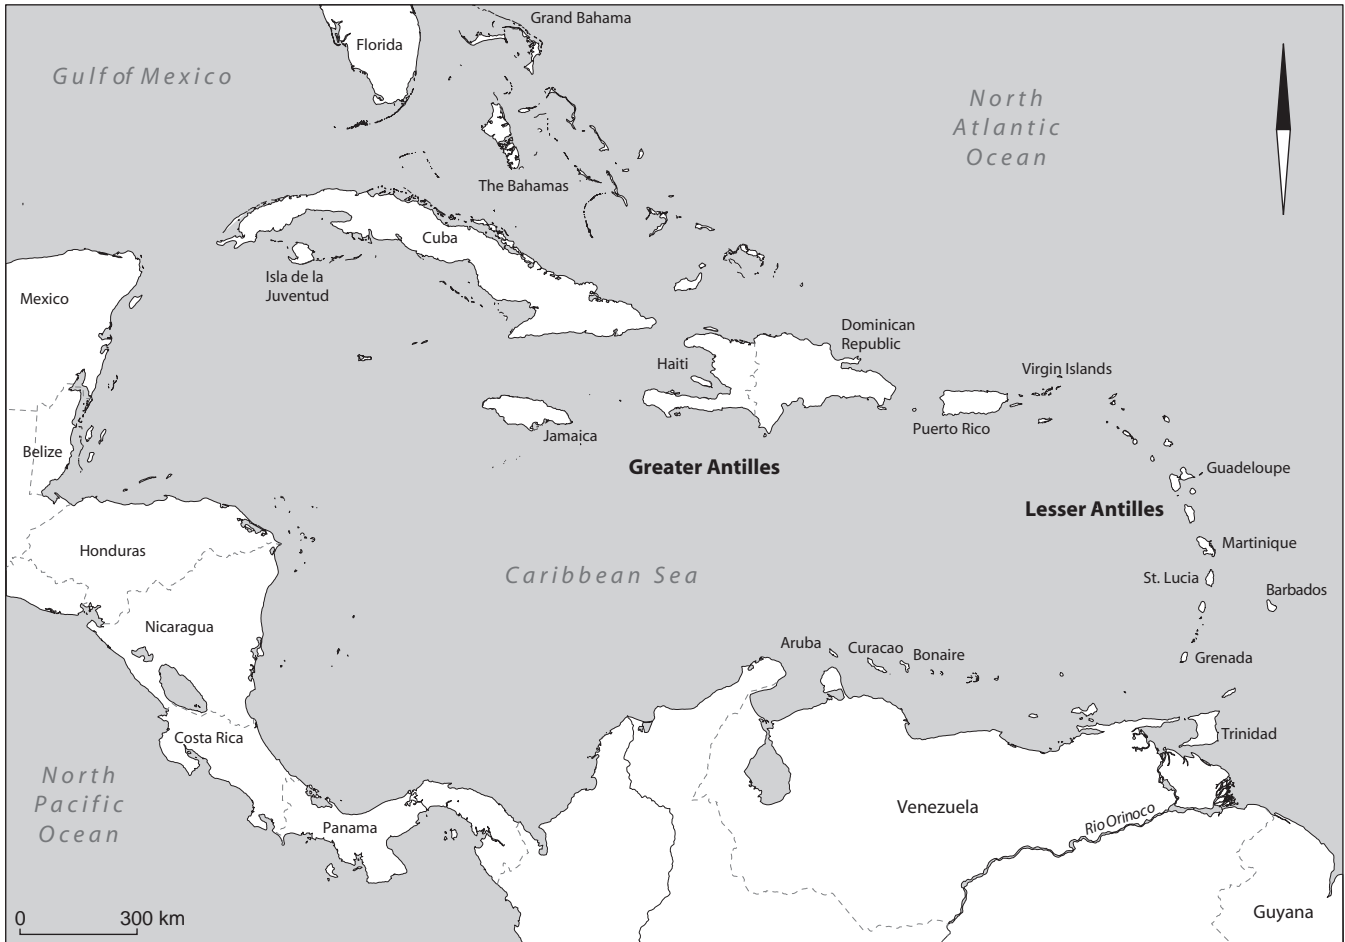 Grand Bahama
Florida
Gulf of Mexico
North
Atlantic
Ocean
The Bahamas
Cuba
Isla de la
Juventud
Mexico
Dominican
Republic
Haiti
Virgin Islands
Jamaica
Puerto Rico
Belize
Greater Antilles
Guadeloupe
Lesser Antilles
Honduras
Martinique
Caribbean Sea
St. Lucia
Barbados
Nicaragua
Aruba
Curacao
Bonaire
Grenada
Costa Rica
Trinidad
North
Pacific
Ocean
Venezuela
Rio Orinoco
Panama
Guyana
0 300 km